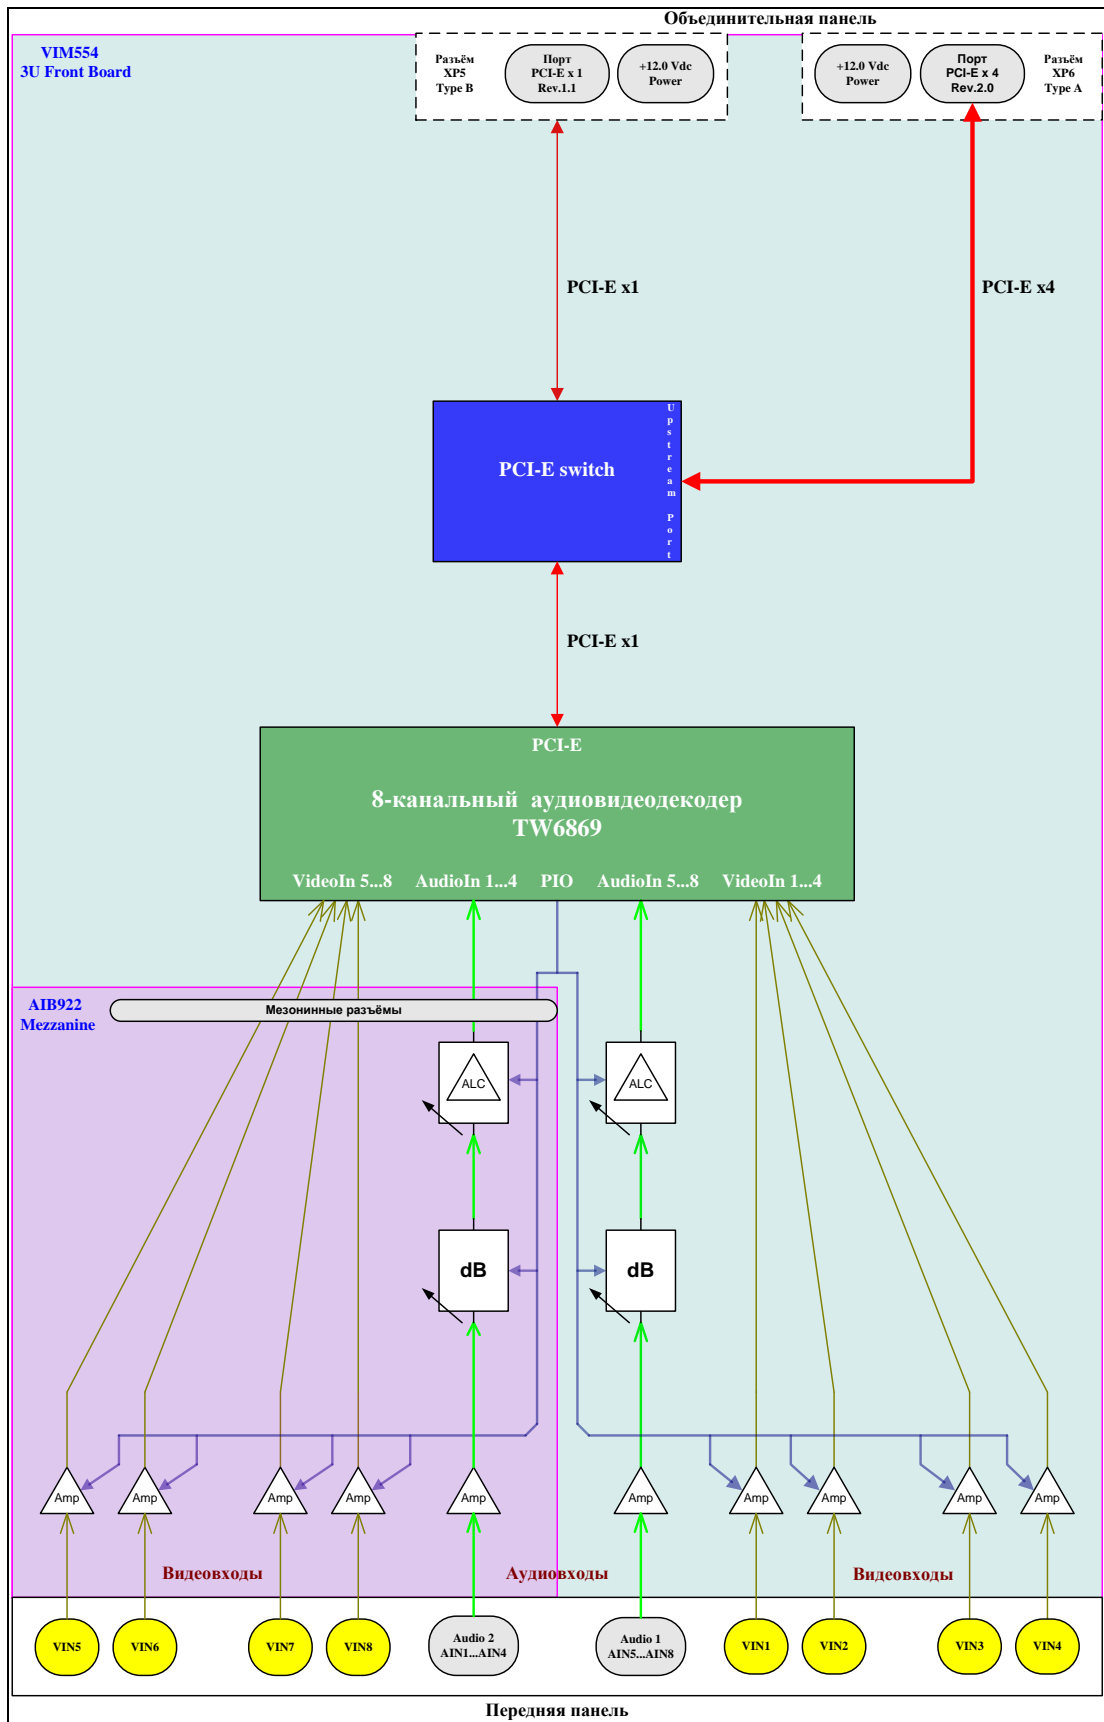 Объединительная панель
VIM554
3U Front Board
Разъём
XP5
Type B
Порт
PCI-E x 1
Rev.1.1
+12.0 Vdc
Power
+12.0 Vdc
Power
Порт
PCI-E x 4
Rev.2.0
Разъём
XP6
Type A
PCI-E x1
PCI-E x4
PCI-E switch
Upstream Port
PCI-E x1
PCI-E
8-канальный аудиовидеодекодер
TW6869
VideoIn 5...8 AudioIn 1...4 PIO AudioIn 5...8 VideoIn 1...4
AIB922
Mezzanine
Мезонинные разъёмы
ALC ALC
dB dB
Amp Amp Amp Amp Amp Amp Amp Amp Amp Amp
Видеовходы Аудиовходы Видеовходы
VIN5 VIN6 VIN7 VIN8
Audio 2
AIN1...AIN4
Audio 1
AIN5...AIN8
VIN1 VIN2 VIN3 VIN4
Передняя панель